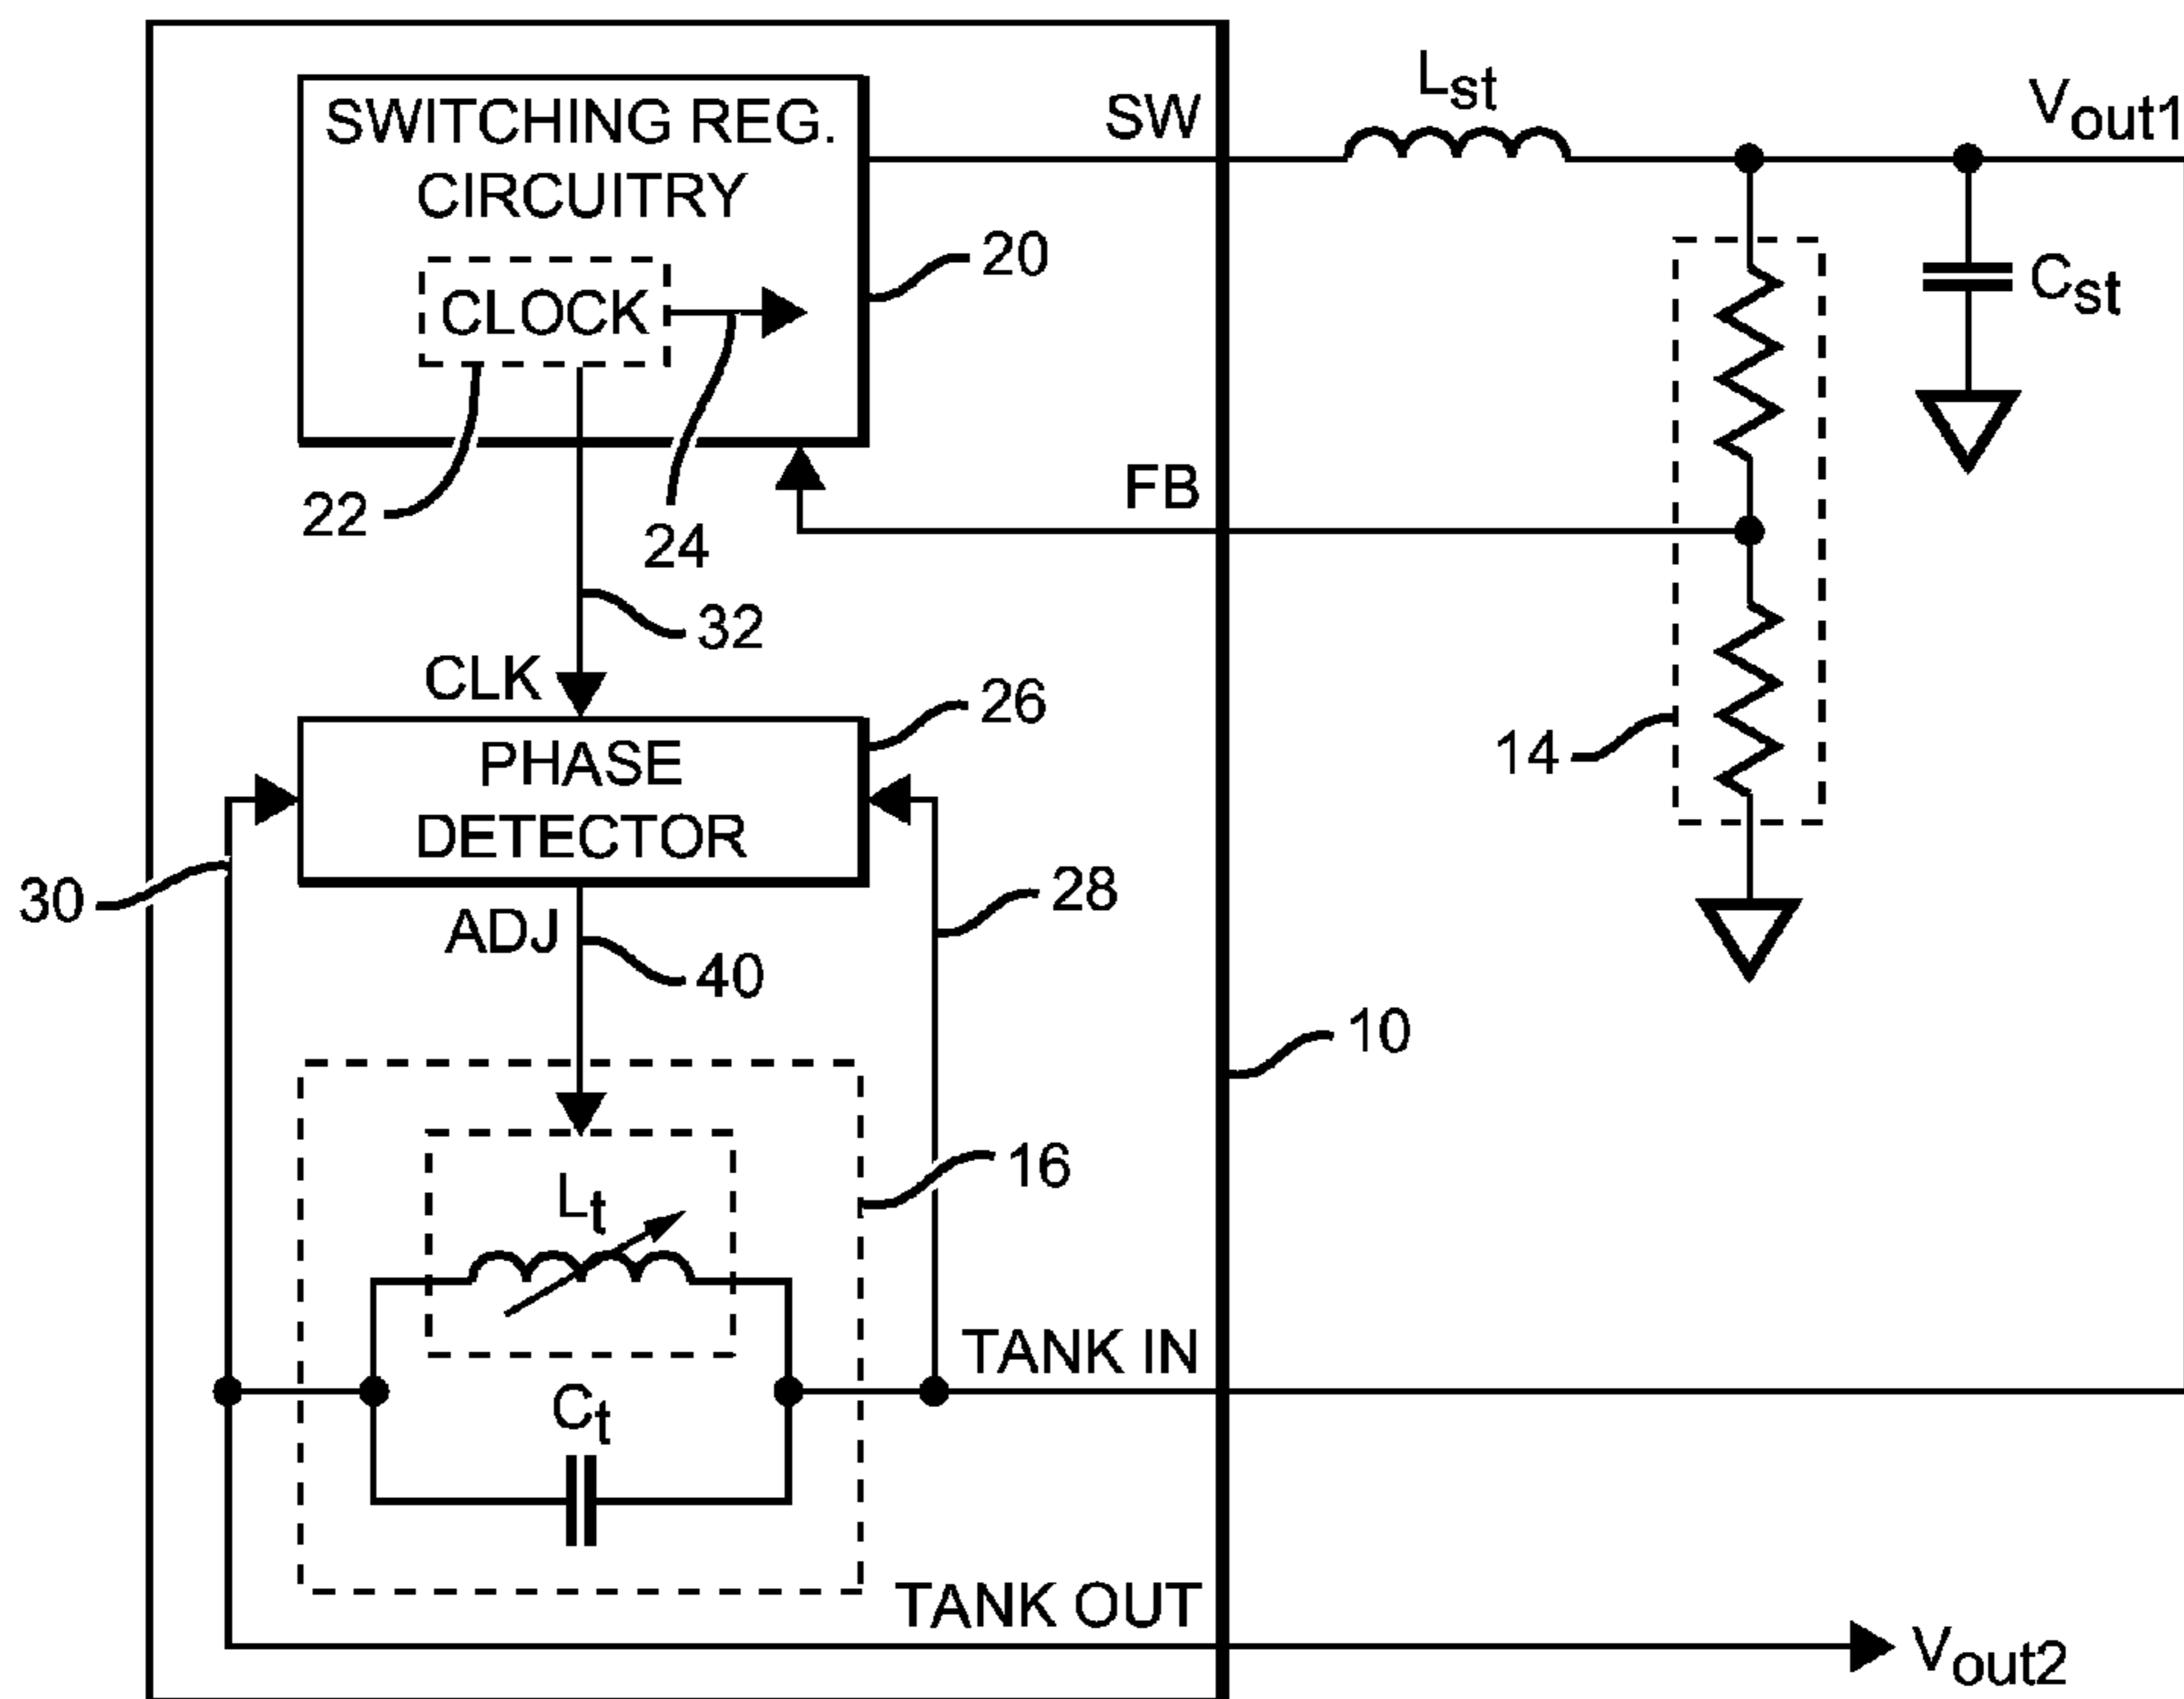 SWITCHING REG.
CIRCUITRY
CLOCK
SW
Lst
Vout1
20
Cst
22
24
FB
32
CLK
26
PHASE
DETECTOR
14
30
28
ADJ
40
10
16
Lt
TANK IN
Ct
TANK OUT
Vout2